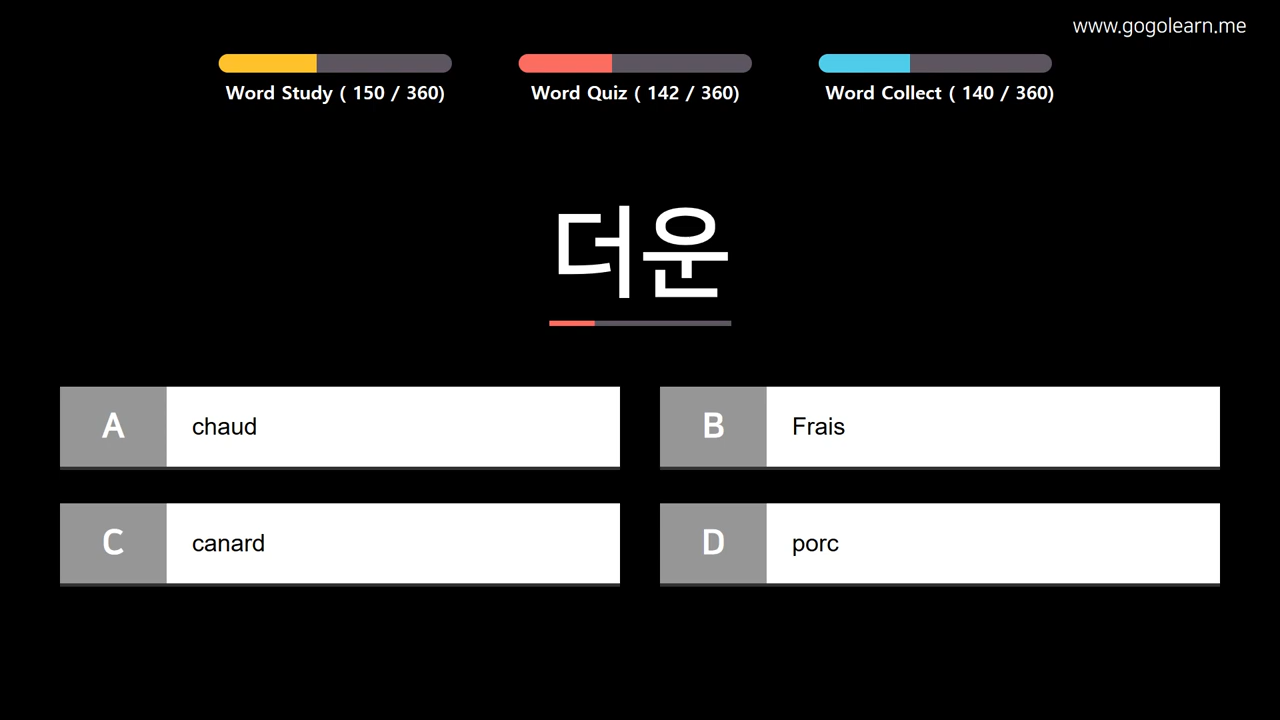 www.gogolearn.me
Word Study ( 150 / 360)
Word Quiz ( 142 / 360)
Word Collect ( 140 / 360)
더운
A
chaud
B
Frais
C
canard
D
porc